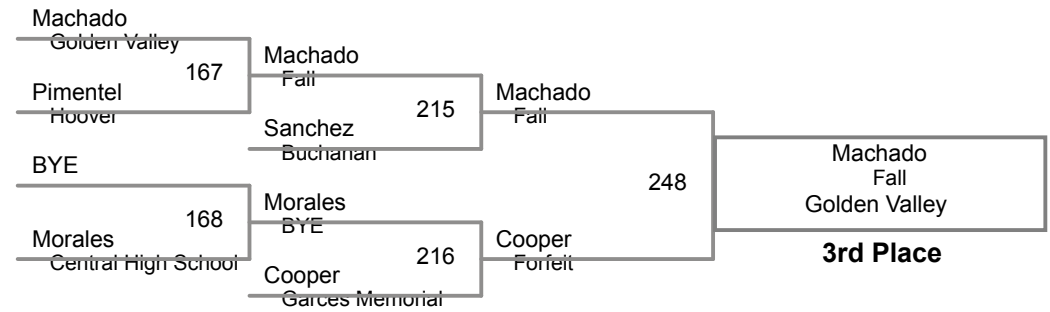 Machado
Golden Valley
167
Pimentel
Hoover
BYE
168
Morales
Central High School
Machado
Fall
215
Sanchez
Buchanan
Morales
BYE
216
Cooper
Garces Memorial
Machado
Fall
248
Cooper
Forfeit
Machado
Fall
Golden Valley
3rd Place